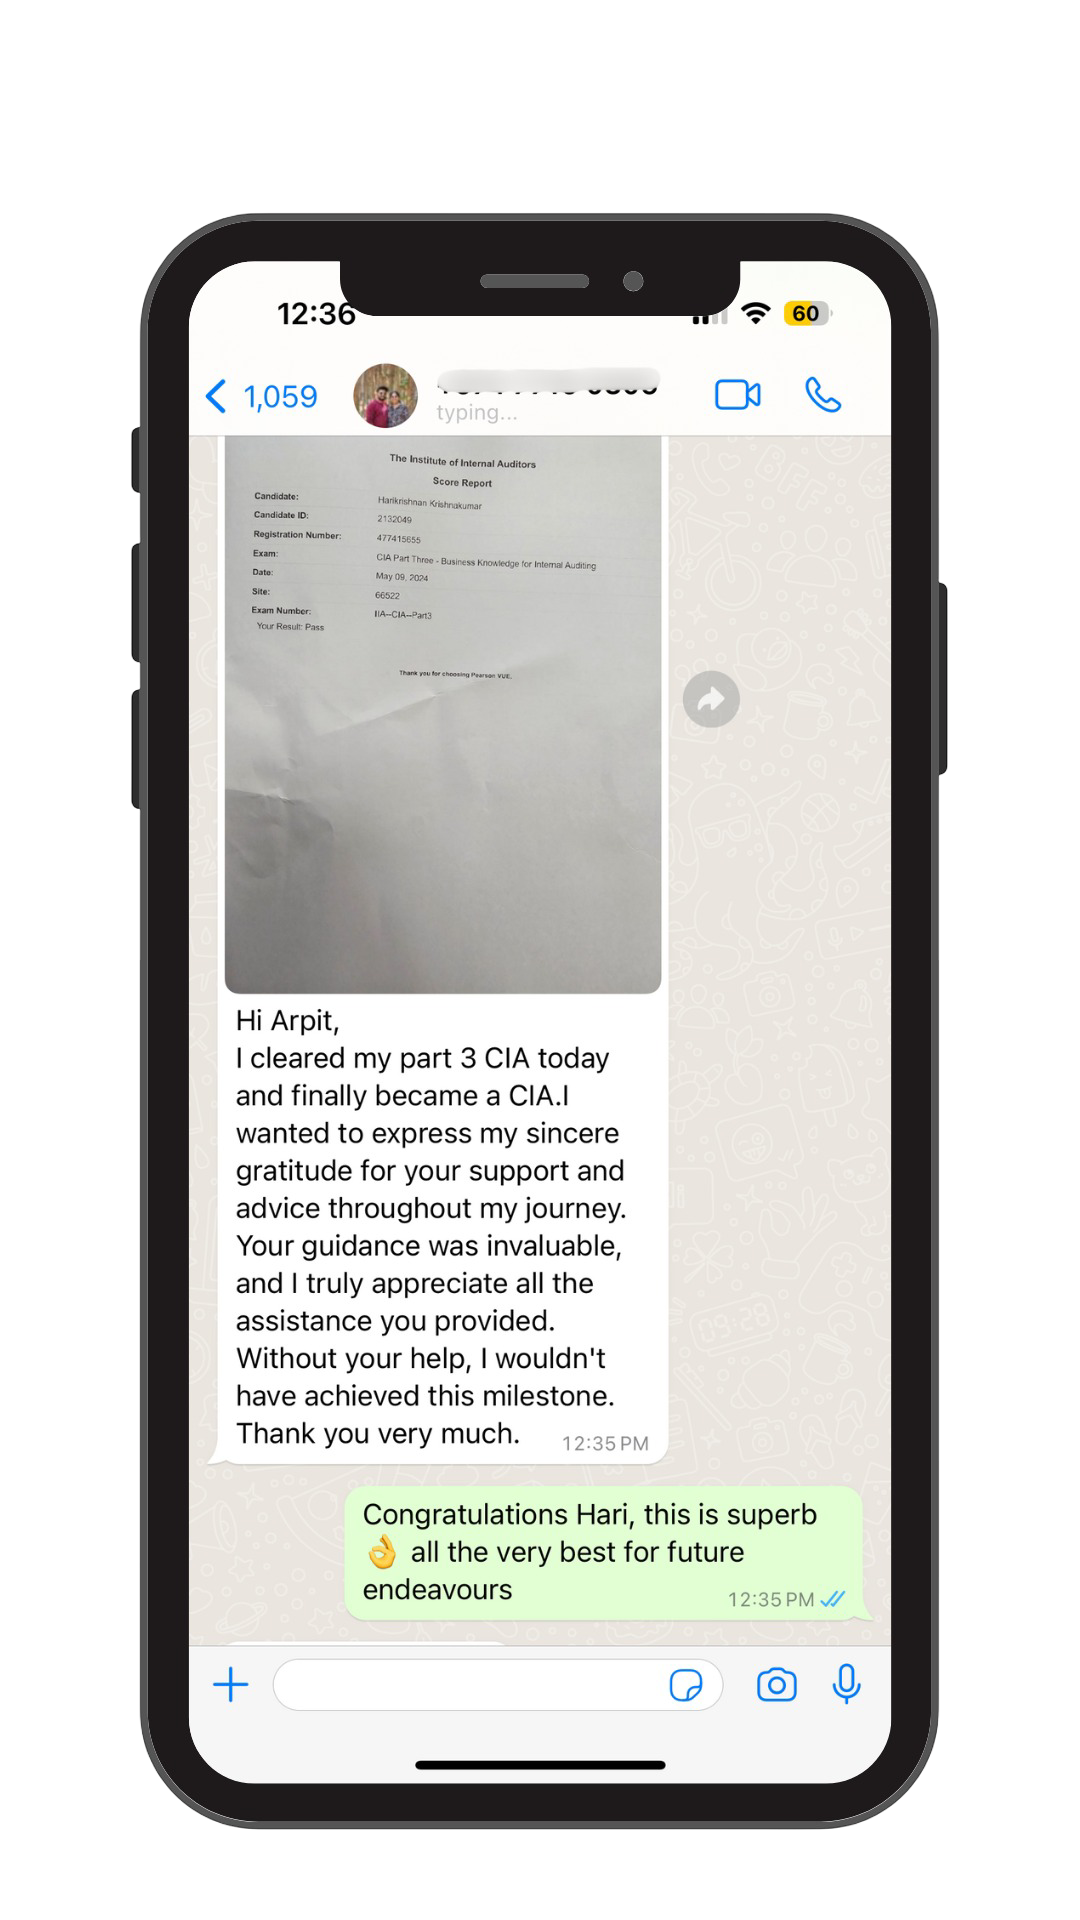 12:36
60
1,059
typing...
The Institute of Internal Auditors
Score Report
Candidate: Harikrishnan Krishnakumar
Candidate ID: 2132049
Registration Number: 477415655
Exam: CIA Part Three - Business Knowledge for Internal Auditing
Date: May 09, 2024
Site: 66522
Exam Number: IIA--CIA--Part3
Your Result: Pass
Thank you for choosing Pearson VUE.
Hi Arpit,
I cleared my part 3 CIA today
and finally became a CIA.I
wanted to express my sincere
gratitude for your support and
advice throughout my journey.
Your guidance was invaluable,
and I truly appreciate all the
assistance you provided.
Without your help, I wouldn't
have achieved this milestone.
Thank you very much.
12:35 PM
Congratulations Hari, this is superb
👌 all the very best for future
endeavours
12:35 PM